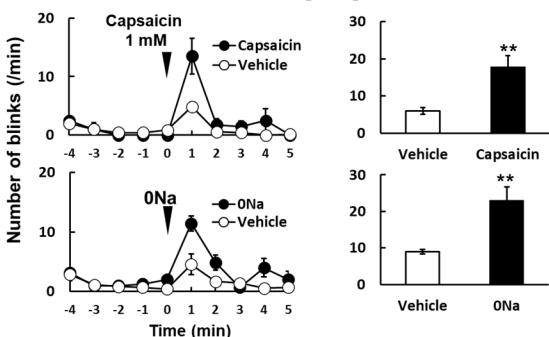 Number of blinks (/min)
20
10
0
Capsaicin
1 mM
Capsaicin
Vehicle
-4 -3 -2 -1 0 1 2 3 4 5
30
20
10
0
**
Vehicle Capsaicin
20
10
0
0Na
0Na
Vehicle
-4 -3 -2 -1 0 1 2 3 4 5
Time (min)
30
20
10
0
**
Vehicle 0Na